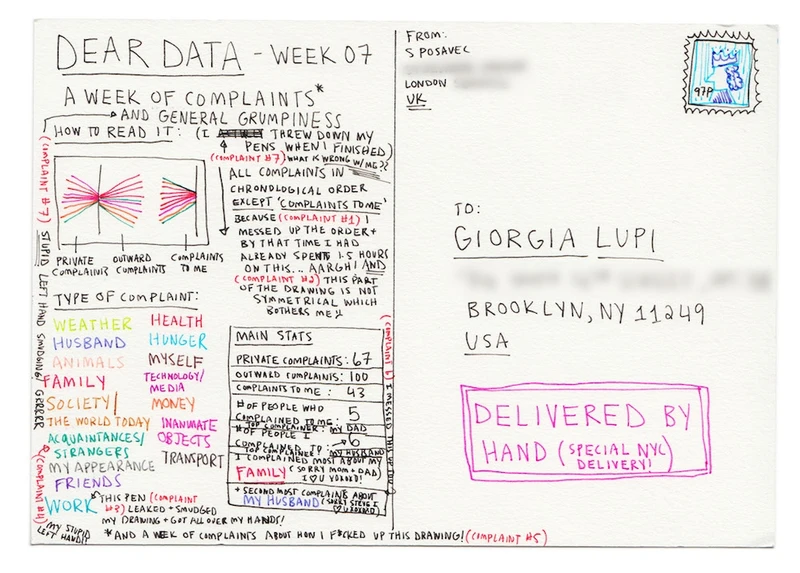 DEAR DATA - WEEK 07
A WEEK OF COMPLAINTS*
AND GENERAL GRUMPINESS
HOW TO READ IT:
(I THREW DOWN MY
PENS WHEN I FINISHED)
(COMPLAINT #7) WHAT IS WRONG W/ME??
ALL COMPLAINTS IN
CHRONOLOGICAL ORDER
EXCEPT 'COMPLAINTS TO ME'
BECAUSE (COMPLAINT #1) I
MESSED UP THE ORDER +
BY THAT TIME I HAD
ALREADY SPENT 1.5 HOURS
ON THIS... AARGH! AND
(COMPLAINT #2) THIS PART
OF THE DRAWING IS NOT
SYMMETRICAL WHICH
BOTHERS ME
PRIVATE COMPLAINTS
OUTWARD COMPLAINTS
COMPLAINTS TO ME
TYPE OF COMPLAINT:
WEATHER
HUSBAND
ANIMALS
FAMILY
SOCIETY/
THE WORLD TODAY
ACQUAINTANCES/
STRANGERS
MY APPEARANCE
FRIENDS
WORK
HEALTH
HUNGER
MYSELF
TECHNOLOGY/
MEDIA
MONEY
INANIMATE
OBJECTS
TRANSPORT
THIS PEN (COMPLAINT
#3) LEAKED + SMUDGED
MY DRAWING + GOT ALL OVER MY HANDS!
MAIN STATS
PRIVATE COMPLAINTS: 67
OUTWARD COMPLAINTS: 100
COMPLAINTS TO ME: 43
# OF PEOPLE WHO
COMPLAINED TO ME: 5
TOP COMPLAINER: MY DAD
# OF PEOPLE I
COMPLAINED TO: 6
TOP COMPLAINER: MY HUSBAND
I COMPLAINED MOST ABOUT MY
FAMILY (SORRY MOM + DAD)
I ♡ U XOXOXO!
+ SECOND MOST COMPLAINS ABOUT
MY HUSBAND (SORRY STEVE I
♡ U XOXOXO)
(COMPLAINT #7) STUPID LEFT HAND SMUDGING! GRRRRR
(COMPLAINT #4)
MY STUPID
LEFT HAND!?
(COMPLAINT 6) I MESSED THIS UP TOO)
*AND A WEEK OF COMPLAINTS ABOUT HOW I F*CKED UP THIS DRAWING! (COMPLAINT #5)
FROM:
S POSAVEC
LONDON
UK
97P
TO:
GIORGIA LUPI
BROOKLYN, NY 11249
USA
DELIVERED BY
HAND (SPECIAL NYC
DELIVERY!)